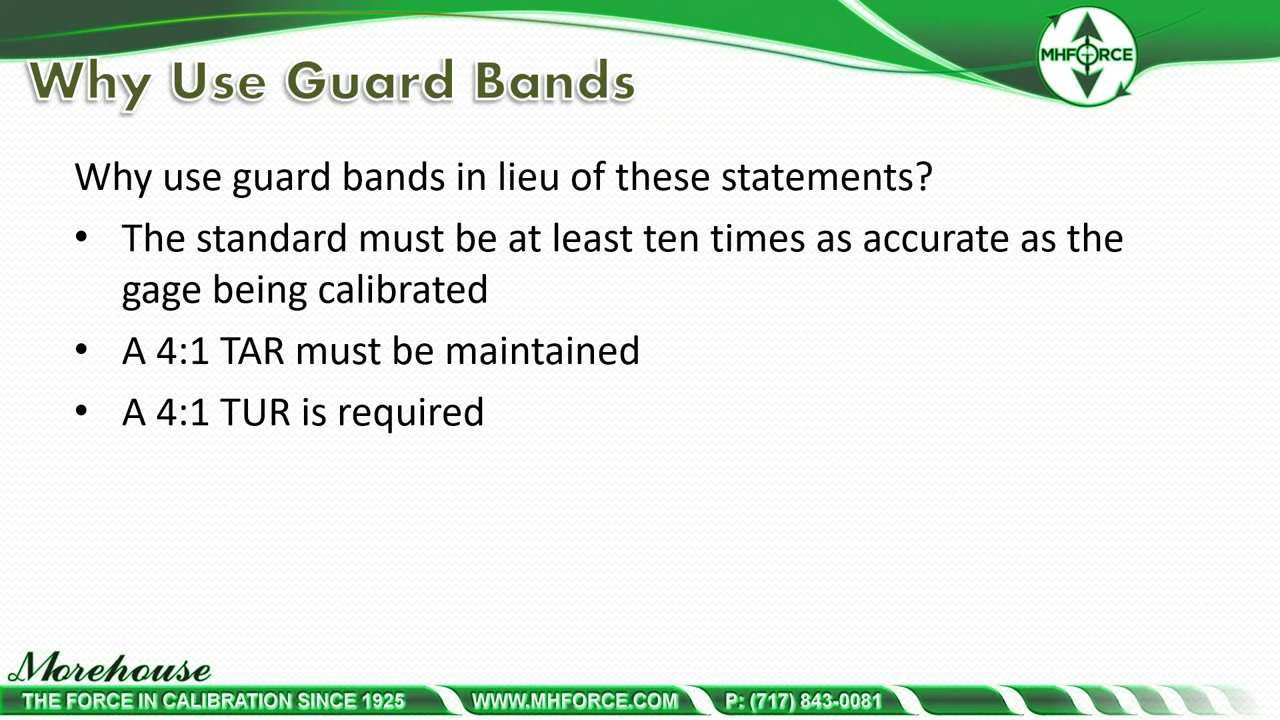 MHFORCE
Why Use Guard Bands
Why use guard bands in lieu of these statements?
• The standard must be at least ten times as accurate as the
gage being calibrated
• A 4:1 TAR must be maintained
• A 4:1 TUR is required
Morehouse
THE FORCE IN CALIBRATION SINCE 1925 WWW.MHFORCE.COM P: (717) 843-0081